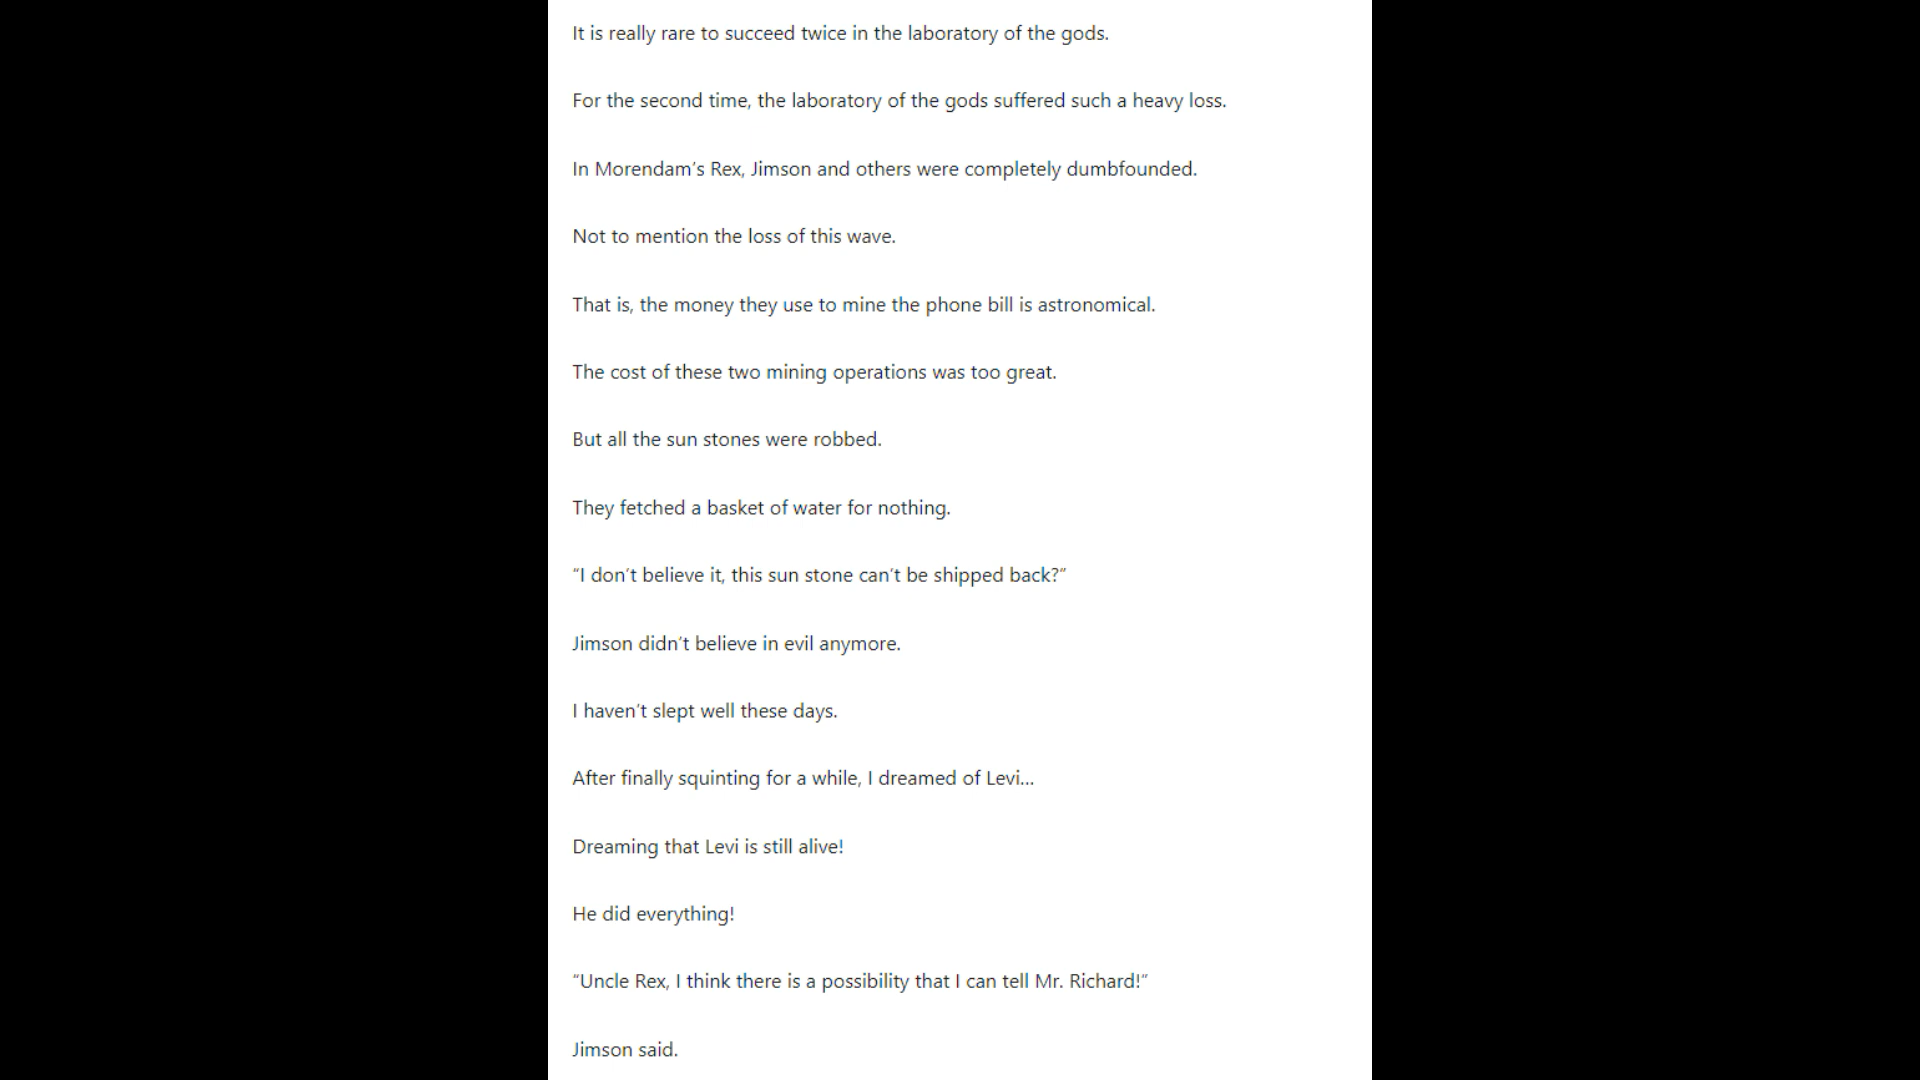 It is really rare to succeed twice in the laboratory of the gods.
For the second time, the laboratory of the gods suffered such a heavy loss.
In Morendam’s Rex, Jimson and others were completely dumbfounded.
Not to mention the loss of this wave.
That is, the money they use to mine the phone bill is astronomical.
The cost of these two mining operations was too great.
But all the sun stones were robbed.
They fetched a basket of water for nothing.
“I don’t believe it, this sun stone can’t be shipped back?”
Jimson didn’t believe in evil anymore.
I haven’t slept well these days.
After finally squinting for a while, I dreamed of Levi…
Dreaming that Levi is still alive!
He did everything!
“Uncle Rex, I think there is a possibility that I can tell Mr. Richard!”
Jimson said.